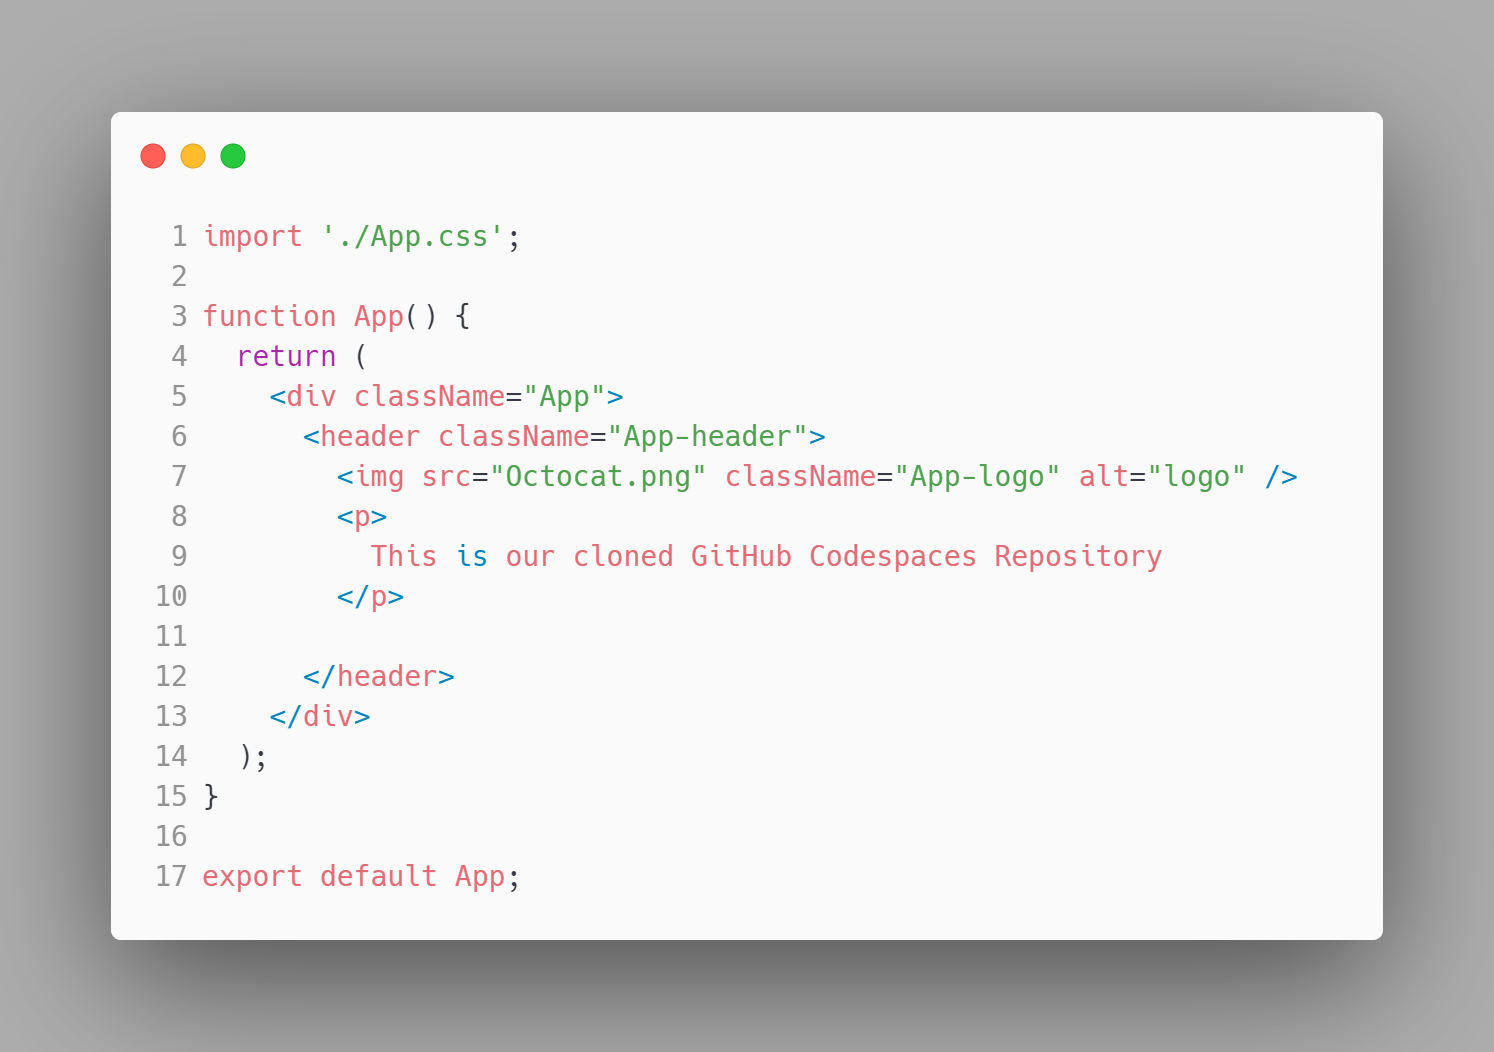 1 import './App.css';
2
3 function App() {
4   return (
5     <div className="App">
6       <header className="App-header">
7         <img src="Octocat.png" className="App-logo" alt="logo" />
8         <p>
9           This is our cloned GitHub Codespaces Repository
10         </p>
11
12       </header>
13     </div>
14   );
15 }
16
17 export default App;